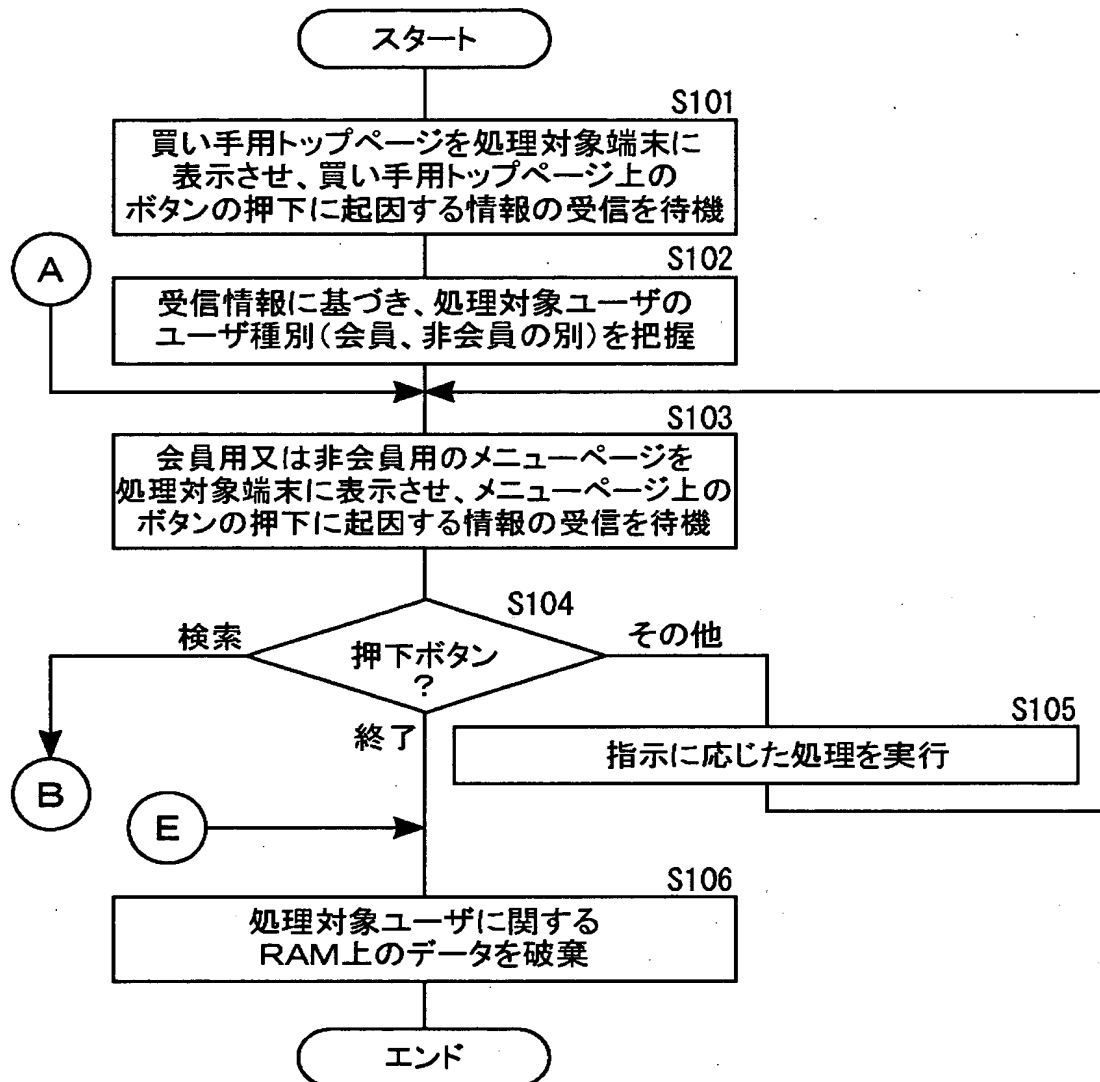 スタート
S101
買い手用トップページを処理対象端末に
表示させ、買い手用トップページ上の
ボタンの押下に起因する情報の受信を待機
A
S102
受信情報に基づき、処理対象ユーザの
ユーザ種別(会員、非会員の別)を把握
S103
会員用又は非会員用のメニューページを
処理対象端末に表示させ、メニューページ上の
ボタンの押下に起因する情報の受信を待機
S104
検索
押下ボタン
?
その他
終了
S105
指示に応じた処理を実行
B
E
S106
処理対象ユーザに関する
RAM上のデータを破棄
エンド